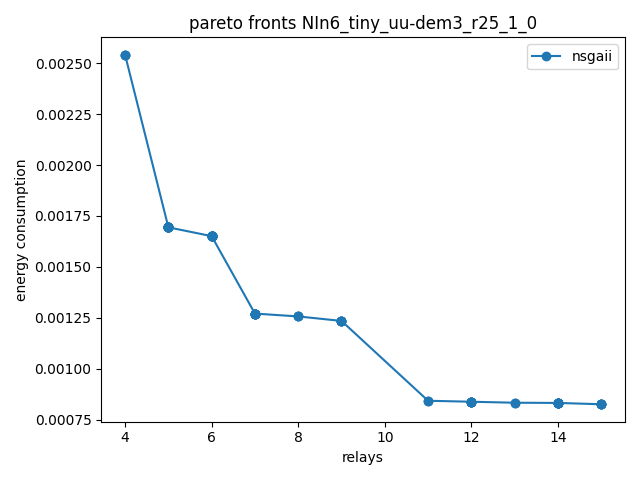 pareto fronts NIn6_tiny_uu-dem3_r25_1_0
nsgaii
energy consumption
0.00250
0.00225
0.00200
0.00175
0.00150
0.00125
0.00100
0.00075
4 6 8 10 12 14
relays